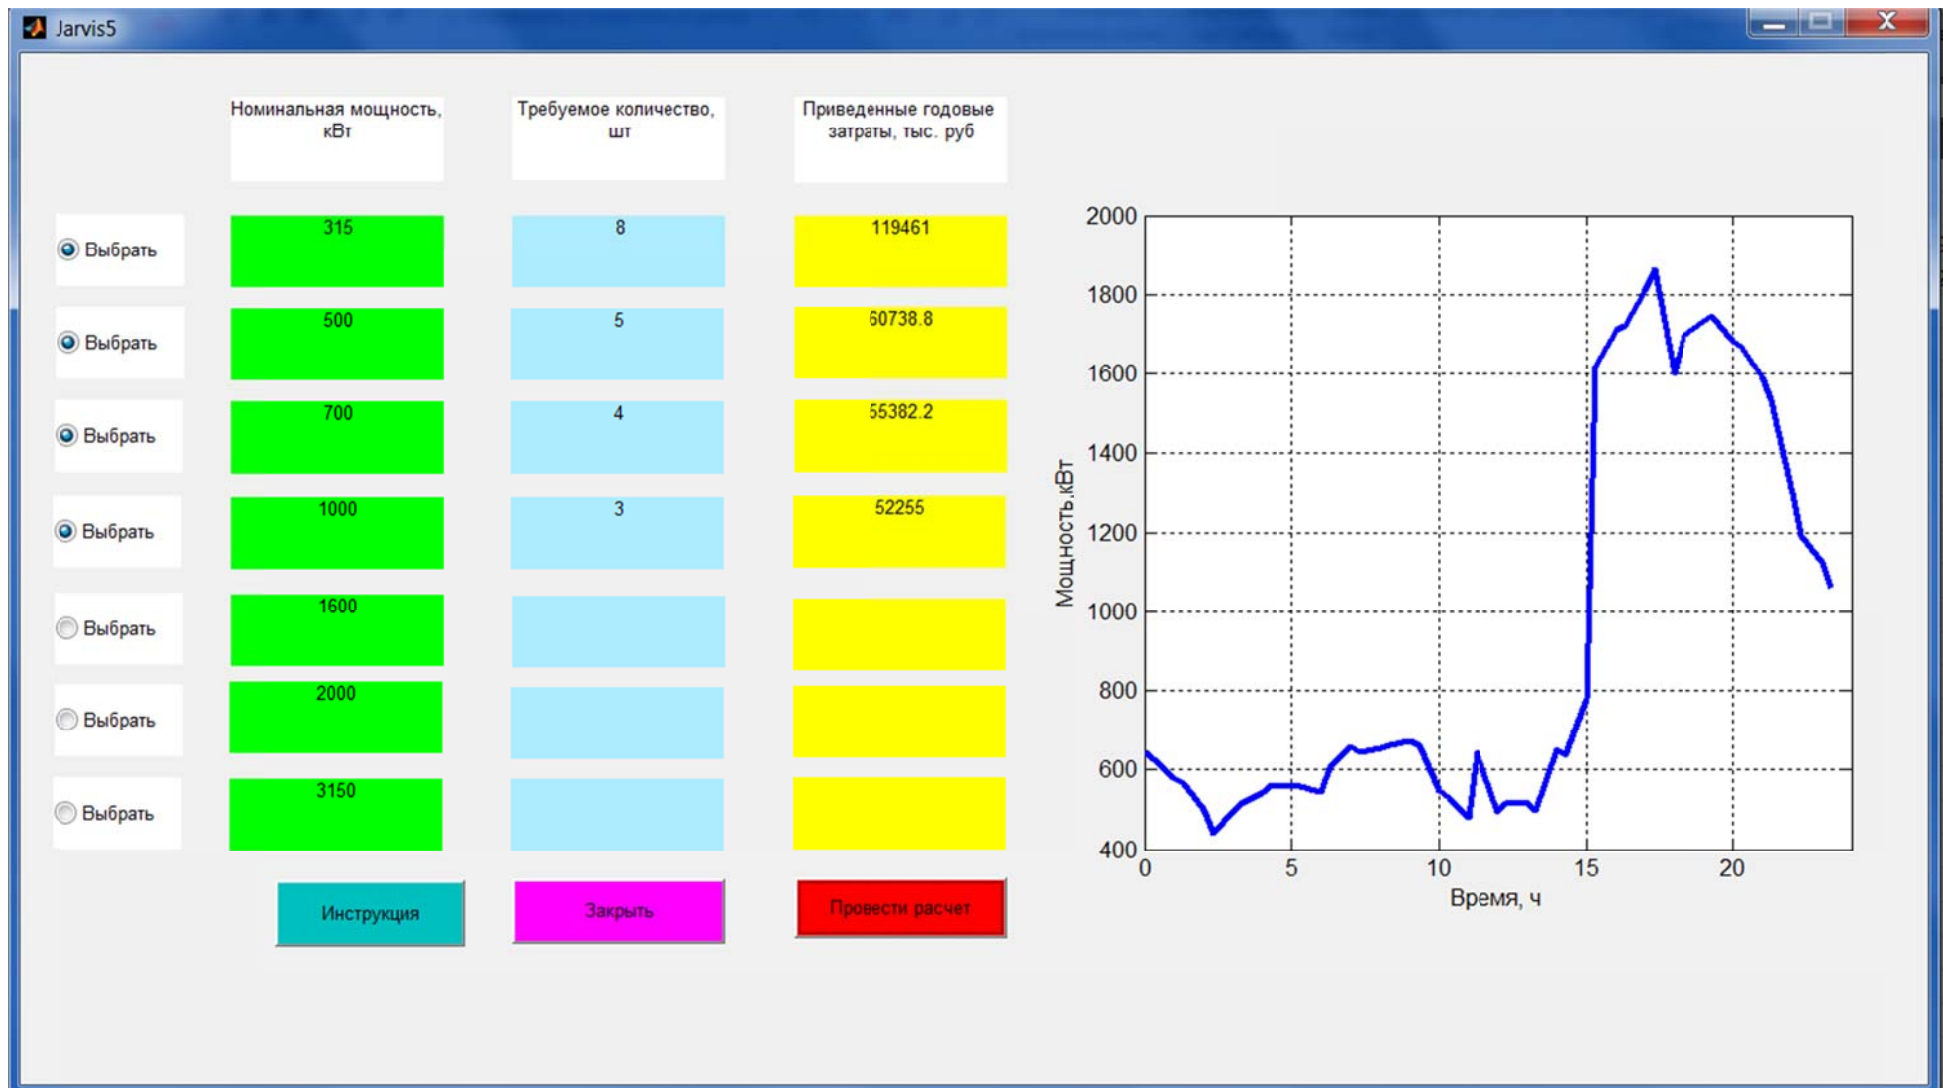 Jarvis5
Номинальная мощность,
кВт
Требуемое количество,
шт
Приведенные годовые
затраты, тыс. руб
Выбрать
315
8
119461
Выбрать
500
5
60738.8
Выбрать
700
4
55382.2
Выбрать
1000
3
52255
Выбрать
1600
Выбрать
2000
Выбрать
3150
Инструкция
Закрыть
Провести расчет
2000
1800
1600
1400
1200
1000
800
600
400
Мощность.кВт
0
5
10
15
20
Время, ч